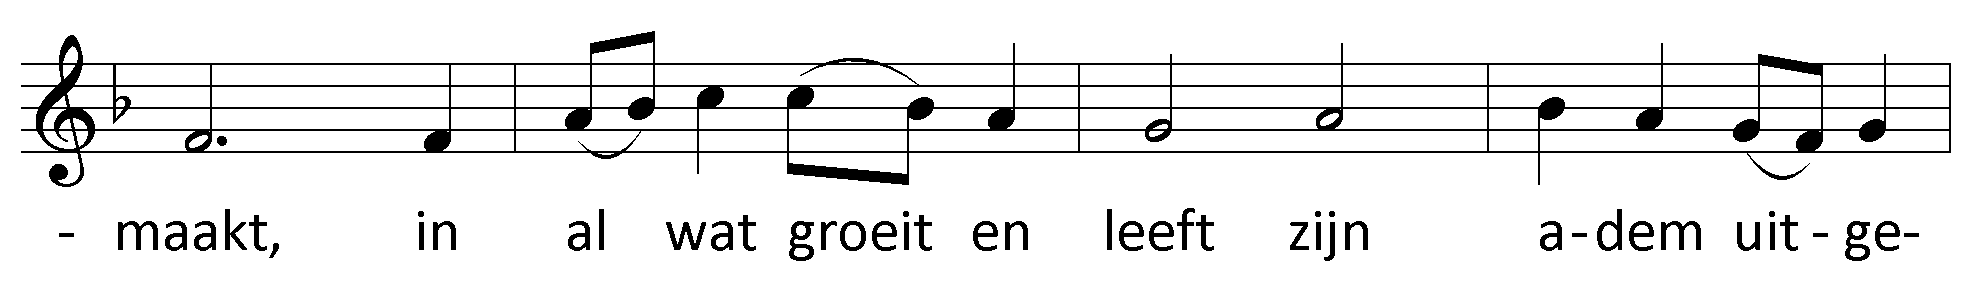 - maakt, in al wat groeit en leeft zijn a-dem uit-ge-